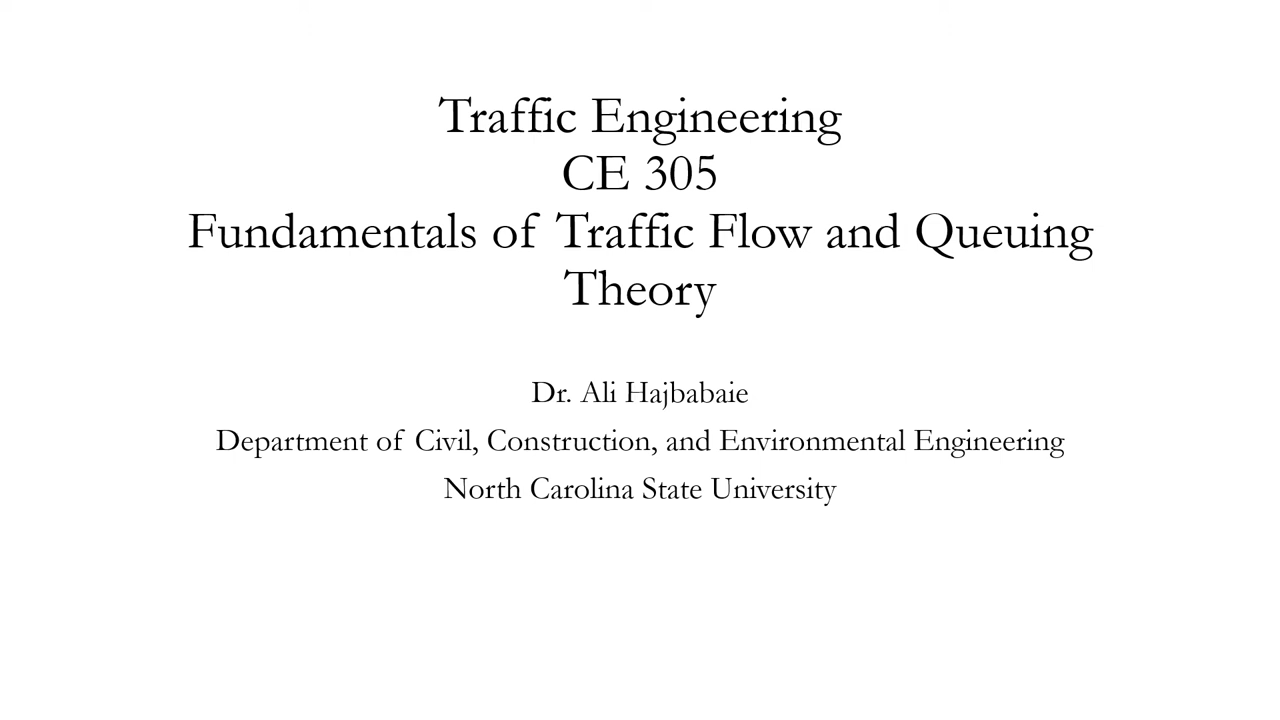 Traffic Engineering
CE 305
Fundamentals of Traffic Flow and Queuing
Theory
Dr. Ali Hajbabaie
Department of Civil, Construction, and Environmental Engineering
North Carolina State University